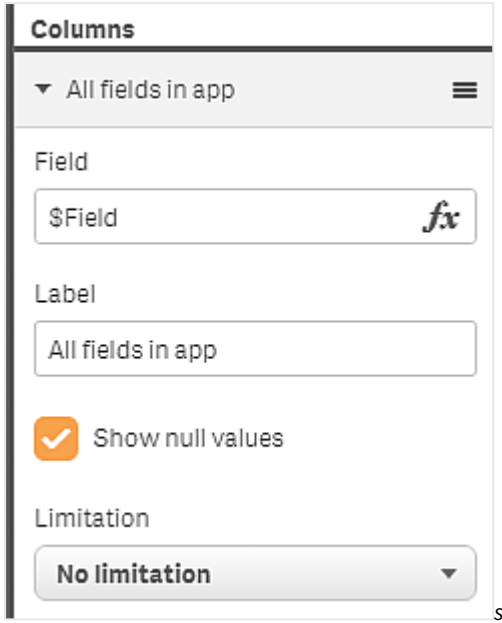 Columns
All fields in app
Field
$Field fx
Label
All fields in app
Show null values
Limitation
No limitation
s